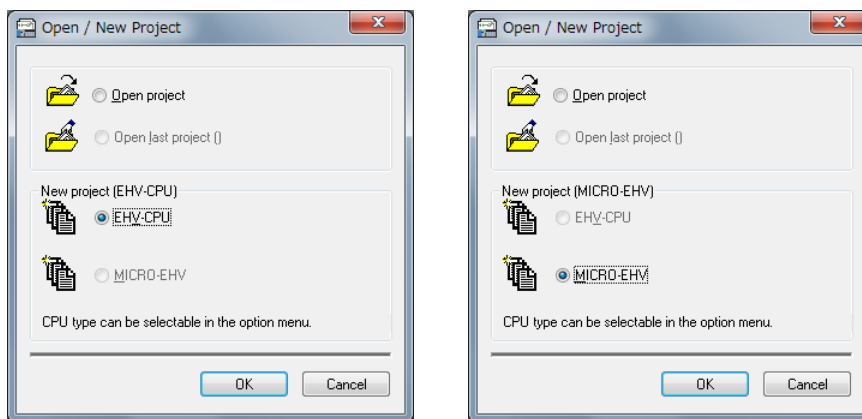 Open / New Project
Open project
Open last project ()
New project (EHV-CPU)
EHV-CPU
MICRO-EHV
CPU type can be selectable in the option menu.
OK
Cancel
Open / New Project
Open project
Open last project ()
New project (MICRO-EHV)
EHV-CPU
MICRO-EHV
CPU type can be selectable in the option menu.
OK
Cancel